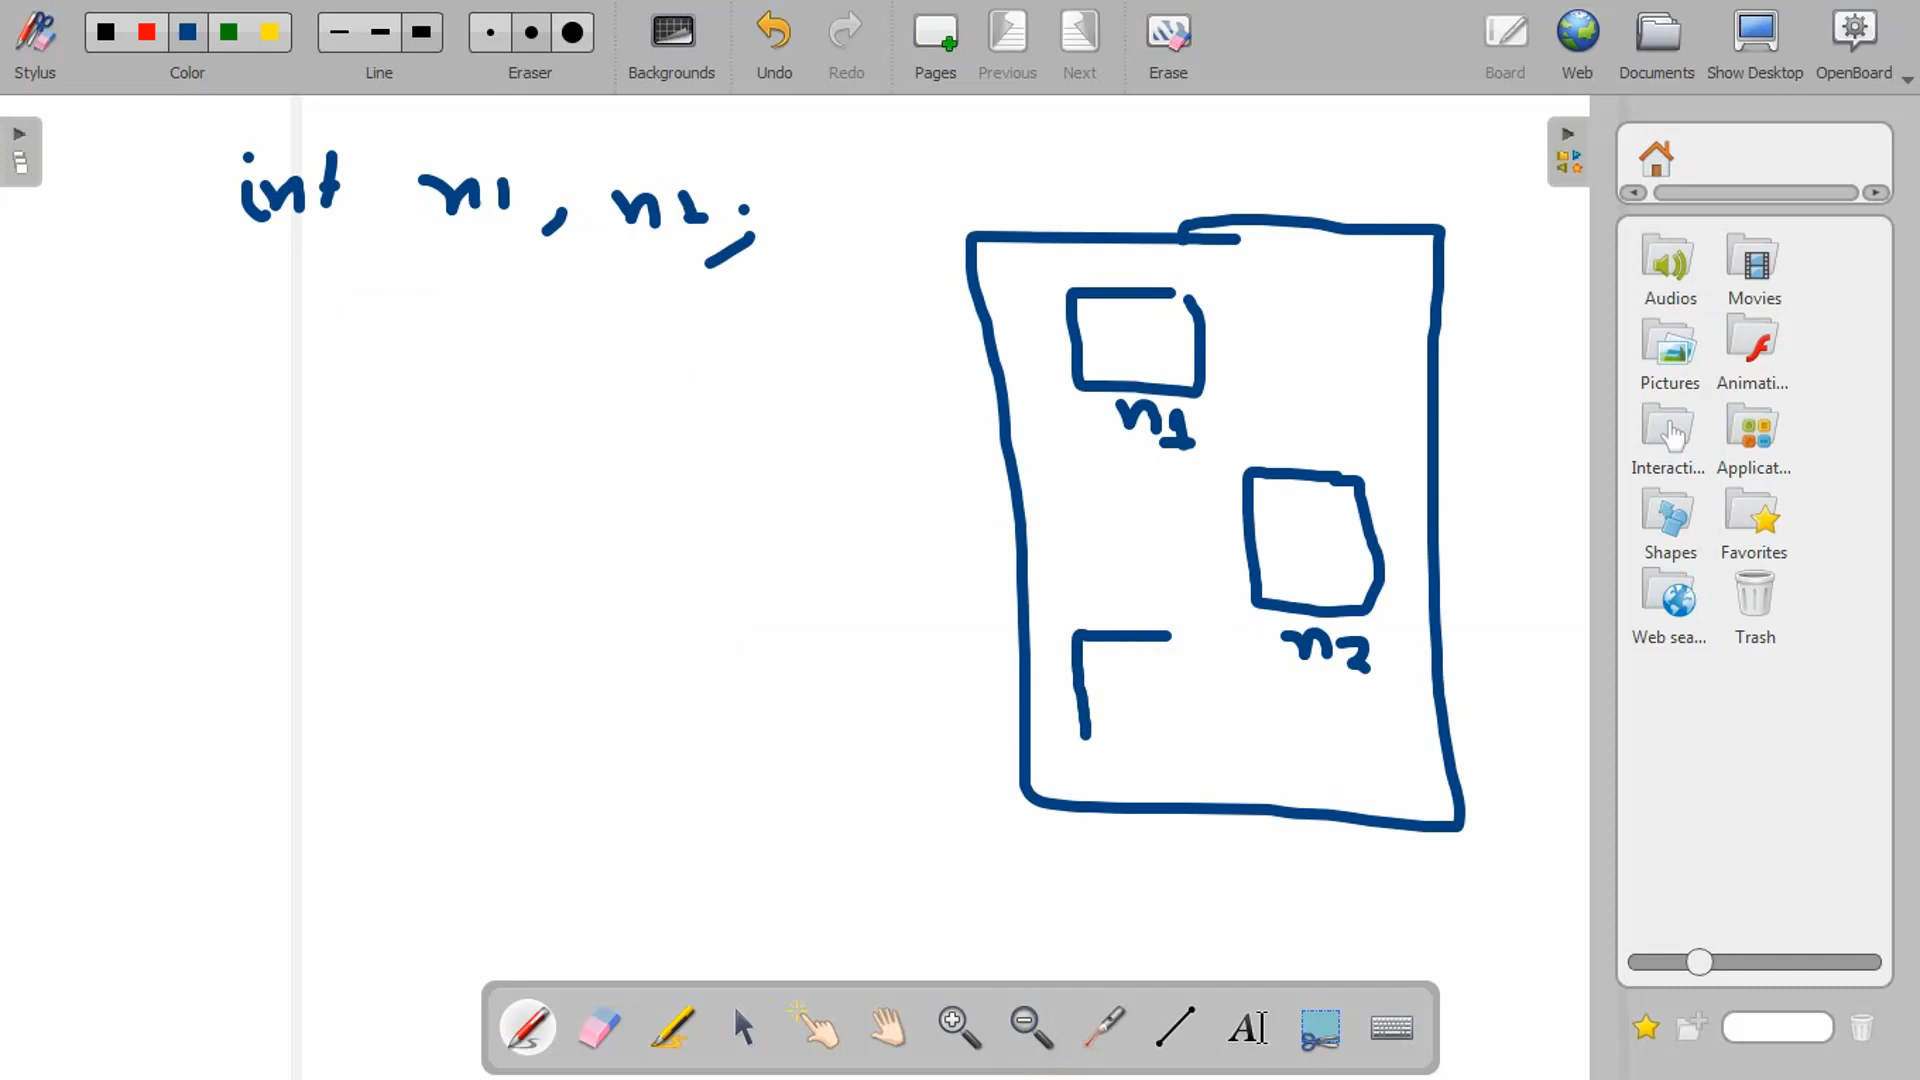 Stylus
Color
Line
Eraser
Backgrounds
Undo
Redo
Pages
Previous
Next
Erase
Board
Web
Documents
Show Desktop
OpenBoard
int n1, n2;
n1
n2
Audios
Movies
Pictures
Animati...
Interacti...
Applicat...
Shapes
Favorites
Web sea...
Trash